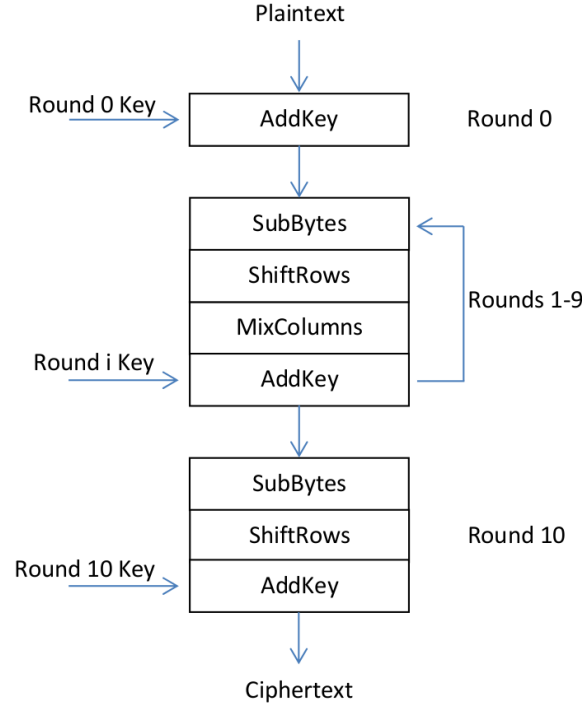 Plaintext
Round 0 Key
AddKey
Round 0
SubBytes
ShiftRows
Rounds 1-9
MixColumns
Round i Key
AddKey
SubBytes
ShiftRows
Round 10
Round 10 Key
AddKey
Ciphertext